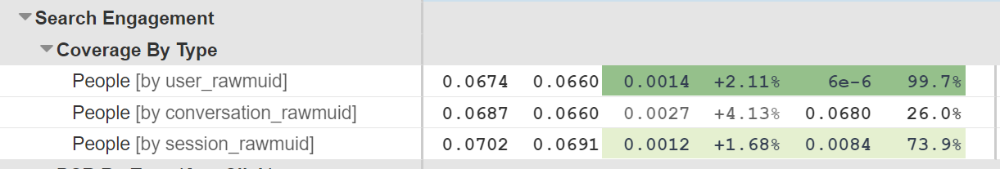 Search Engagement
Coverage By Type
People [by user_rawmuid] 0.0674 0.0660 0.0014 +2.11% 6e-6 99.7%
People [by conversation_rawmuid] 0.0687 0.0660 0.0027 +4.13% 0.0680 26.0%
People [by session_rawmuid] 0.0702 0.0691 0.0012 +1.68% 0.0084 73.9%